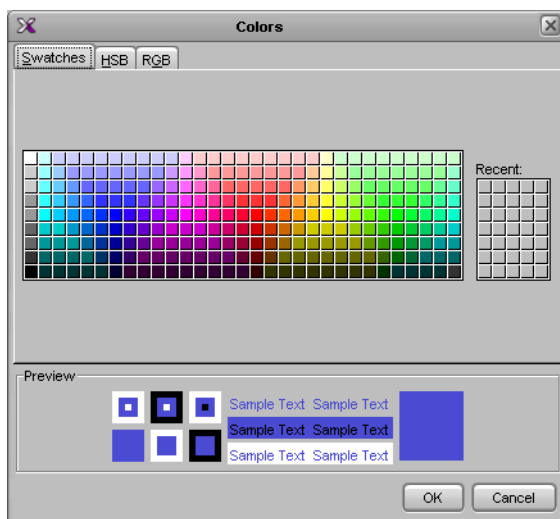 Colors
Swatches HSB RGB
Recent:
Preview
Sample Text Sample Text
Sample Text Sample Text
Sample Text Sample Text
OK Cancel